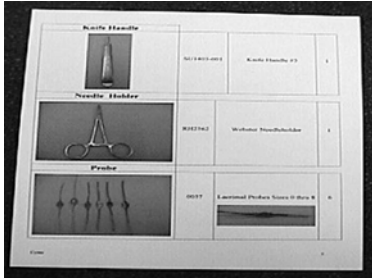 Knife Handle
Knife Handle #3
1
Needle Holder
Webster Needleholder
1
Probe
0037
Lacrimal Probes Sizes 0 thru 8
6